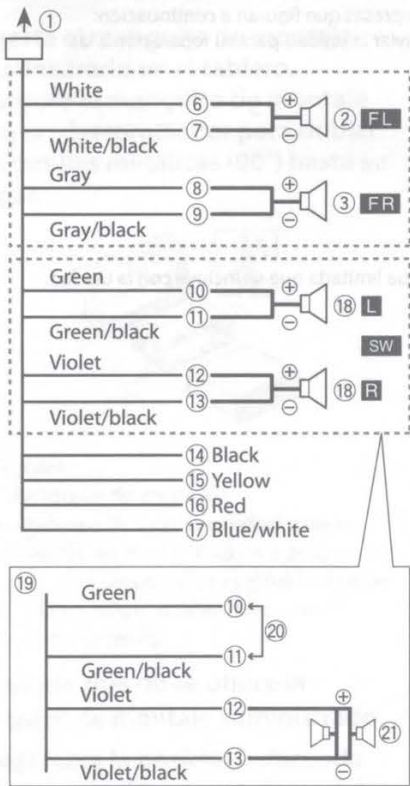 ①
White
⑥ ⊕
② FL
⑦
White/black ⊖
Gray
⑧ ⊕
③ FR
⑨
Gray/black ⊖
Green
⑩ ⊕
⑱ L
⑪
Green/black ⊖
SW
Violet
⑫ ⊕
⑱ R
⑬
Violet/black ⊖
⑭ Black
⑮ Yellow
⑯ Red
⑰ Blue/white
⑲
Green
⑩
⑳
⑪
Green/black
Violet
⑫ ⊕
㉑
⑬
Violet/black ⊖